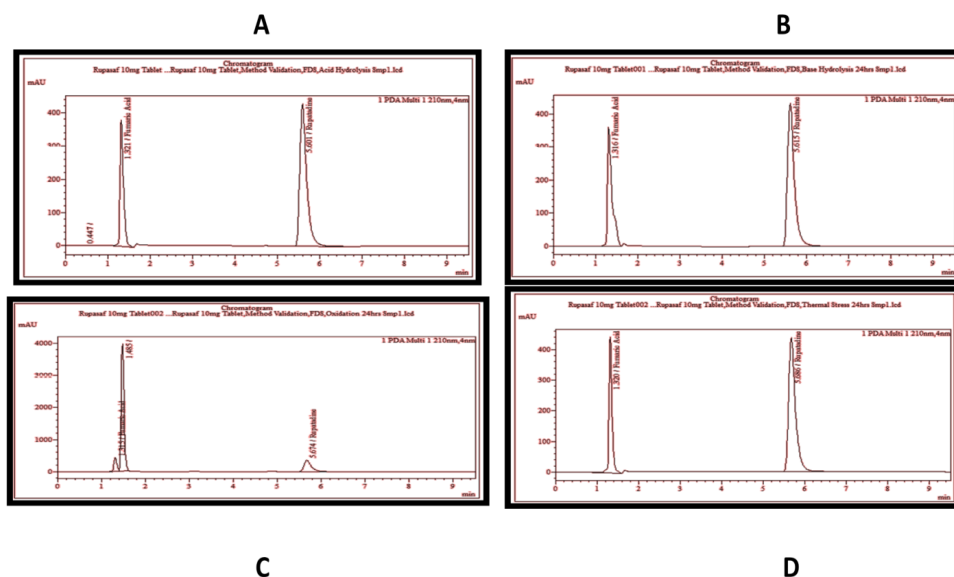 A
B
Chromatogram
Rupasaf 10mg Tablet ...Rupasaf 10mg Tablet,Method Validation,FDS,Acid Hydrolysis Smp1.lcd
mAU
1 PDA Multi 1 210nm,4nm
400
300
200
100
0
0.447 /
1.321 / Fumaric Acid
5.601 / Rupatadine
0 1 2 3 4 5 6 7 8 9
min
Chromatogram
Rupasaf 10mg Tablet001 ...Rupasaf 10mg Tablet,Method Validation,FDS,Base Hydrolysis 24hrs Smp1.lcd
mAU
1 PDA Multi 1 210nm,4nm
400
300
200
100
0
1.316 / Fumaric Acid
5.615 / Rupatadine
0 1 2 3 4 5 6 7 8 9
min
Chromatogram
Rupasaf 10mg Tablet002 ...Rupasaf 10mg Tablet,Method Validation,FDS,Oxidation 24hrs Smp1.lcd
mAU
1 PDA Multi 1 210nm,4nm
4000
3000
2000
1000
0
1.315 / Fumaric Acid
1.485 /
5.674 / Rupatadine
0 1 2 3 4 5 6 7 8 9
min
Chromatogram
Rupasaf 10mg Tablet002 ...Rupasaf 10mg Tablet,Method Validation,FDS,Thermal Stress 24hrs Smp1.lcd
mAU
1 PDA Multi 1 210nm,4nm
400
300
200
100
0
1.320 / Fumaric Acid
5.686 / Rupatadine
0 1 2 3 4 5 6 7 8 9
min
C
D